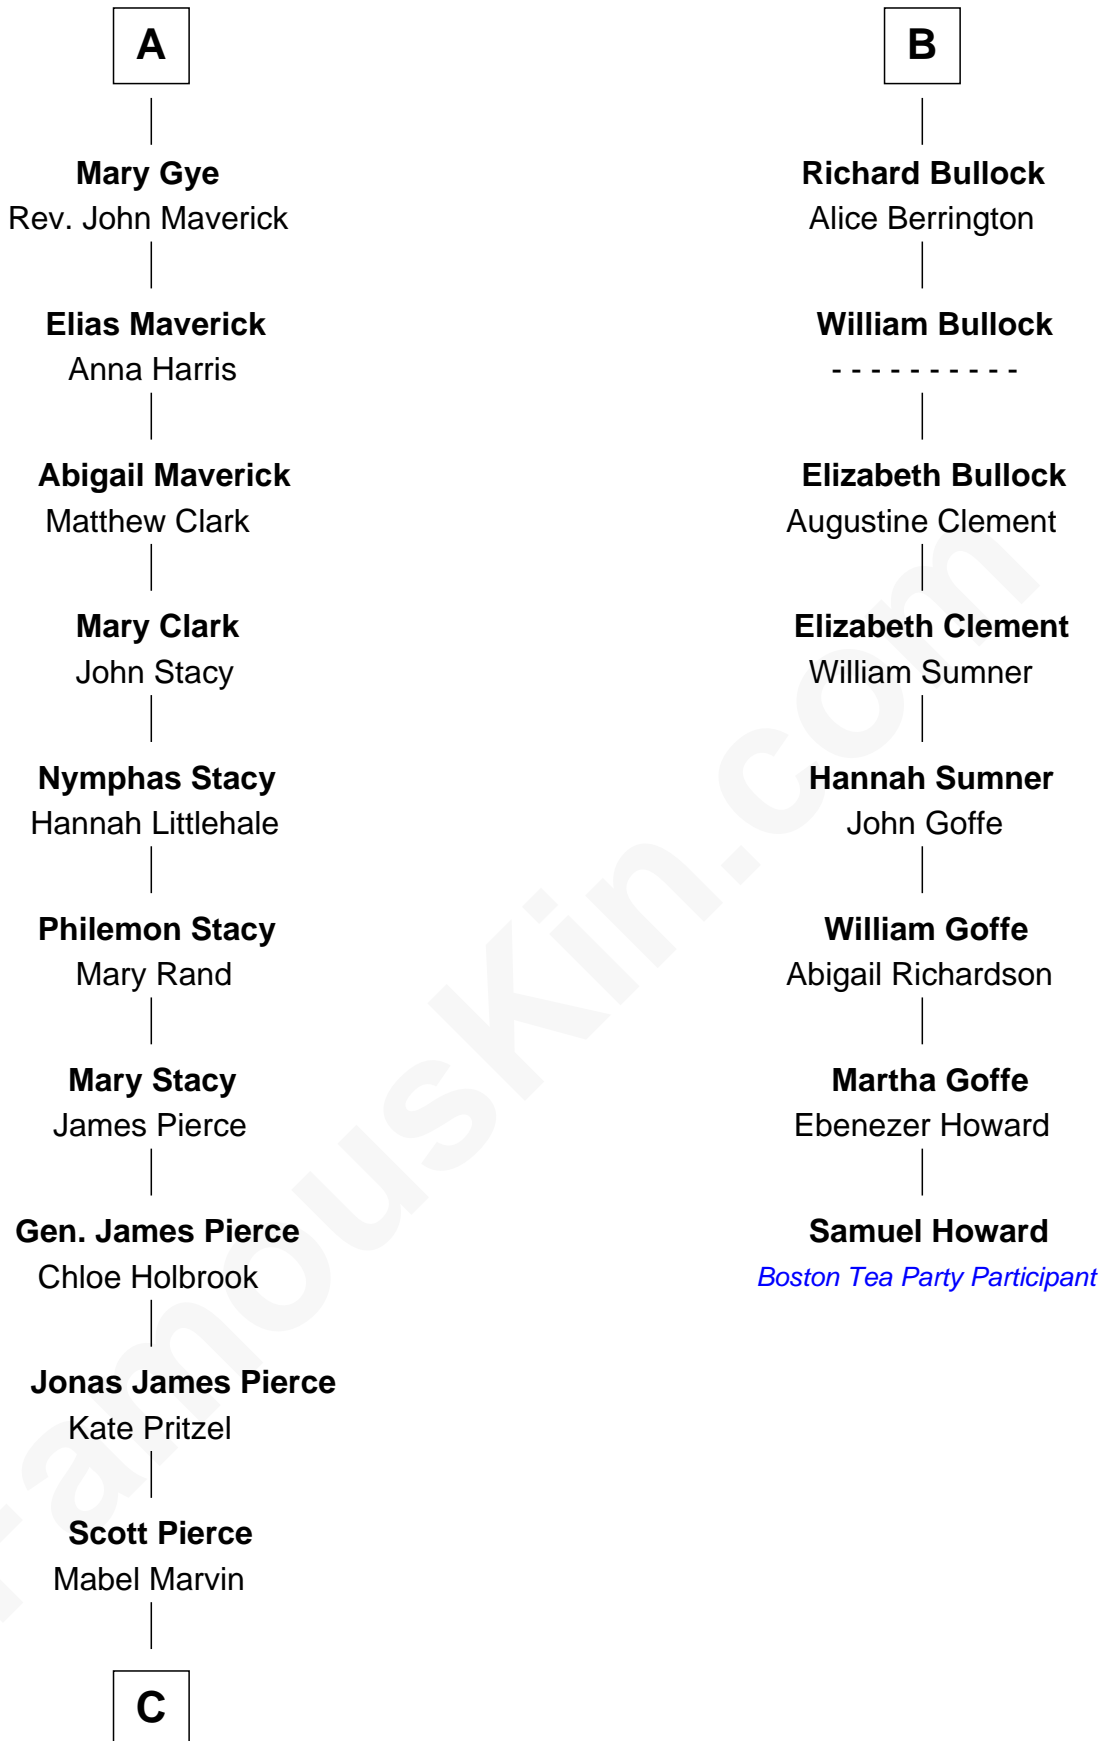 A
Mary Gye
Rev. John Maverick
Elias Maverick
Anna Harris
Abigail Maverick
Matthew Clark
Mary Clark
John Stacy
Nymphas Stacy
Hannah Littlehale
Philemon Stacy
Mary Rand
Mary Stacy
James Pierce
Gen. James Pierce
Chloe Holbrook
Jonas James Pierce
Kate Pritzel
Scott Pierce
Mabel Marvin
C
B
Richard Bullock
Alice Berrington
William Bullock
- - - - - - - - - -
Elizabeth Bullock
Augustine Clement
Elizabeth Clement
William Sumner
Hannah Sumner
John Goffe
William Goffe
Abigail Richardson
Martha Goffe
Ebenezer Howard
Samuel Howard
Boston Tea Party Participant
FamousKin.com